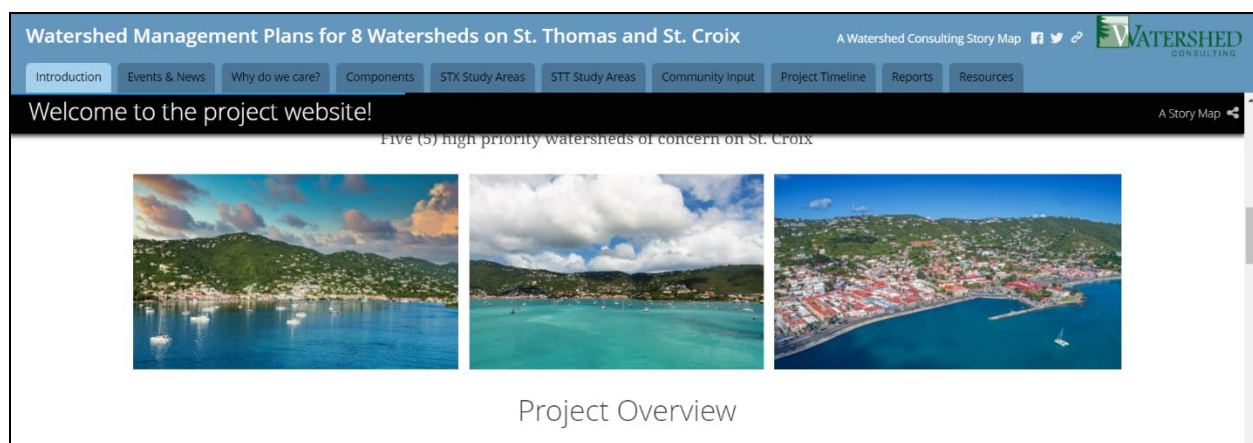 Watershed Management Plans for 8 Watersheds on St. Thomas and St. Croix
A Watershed Consulting Story Map
WATERSHED
CONSULTING
Introduction
Events & News
Why do we care?
Components
STX Study Areas
STT Study Areas
Community Input
Project Timeline
Reports
Resources
Welcome to the project website!
A Story Map
Five (5) high priority watersheds of concern on St. Croix
Project Overview